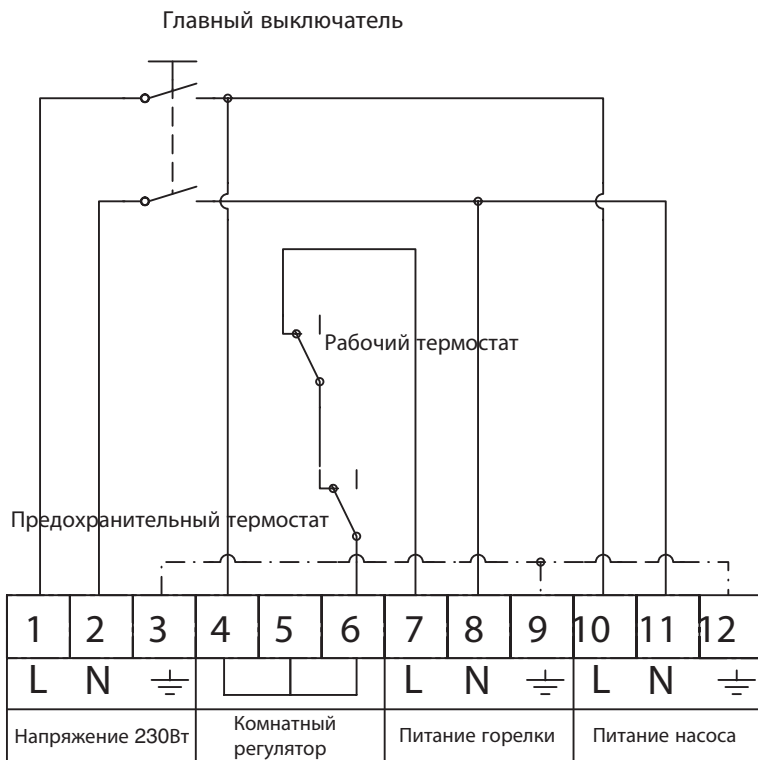 Главный выключатель
Рабочий термостат
Предохранительный термостат
1 2 3 4 5 6 7 8 9 10 11 12
L N L N L N
Напряжение 230Вт
Комнатный
регулятор
Питание горелки
Питание насоса